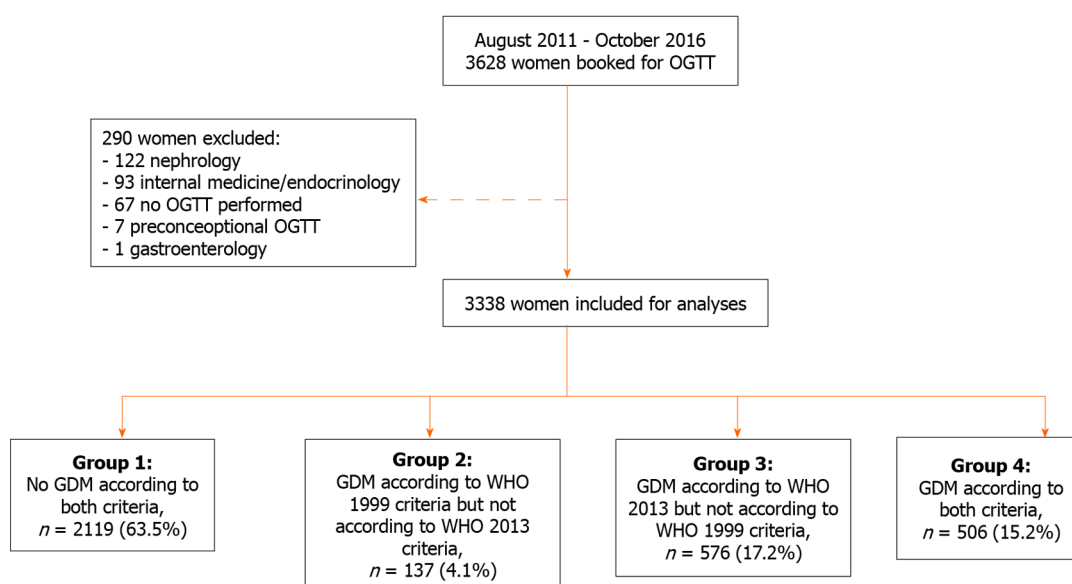 August 2011 - October 2016
3628 women booked for OGTT
290 women excluded:
- 122 nephrology
- 93 internal medicine/endocrinology
- 67 no OGTT performed
- 7 preconceoptional OGTT
- 1 gastroenterology
3338 women included for analyses
Group 1:
No GDM according to
both criteria,
n = 2119 (63.5%)
Group 2:
GDM according to WHO
1999 criteria but not
according to WHO 2013
criteria,
n = 137 (4.1%)
Group 3:
GDM according to WHO
2013 but not according to
WHO 1999 criteria,
n = 576 (17.2%)
Group 4:
GDM according to
both criteria,
n = 506 (15.2%)